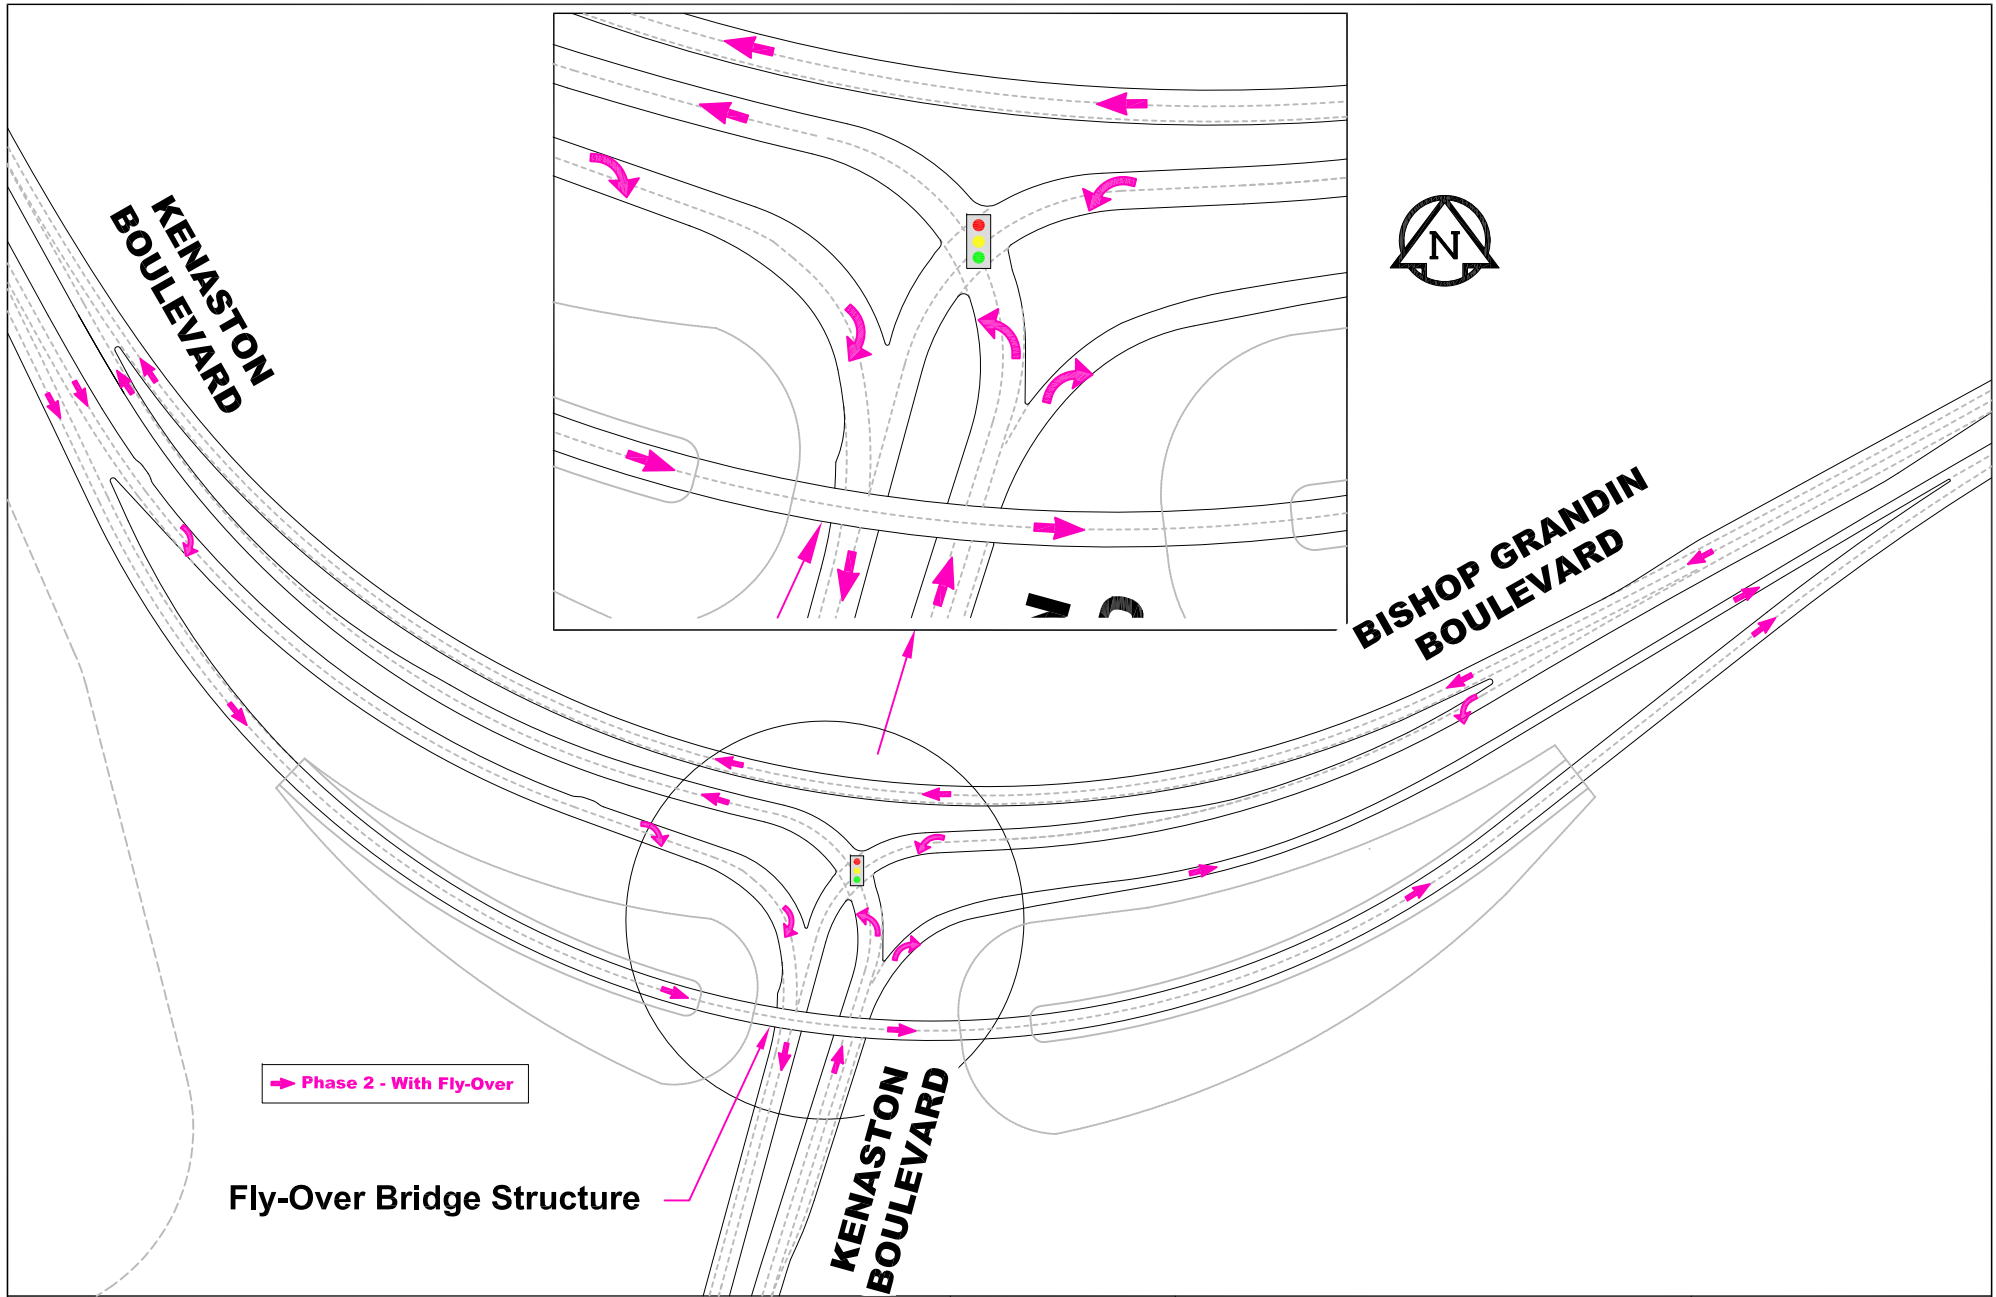 KENASTON
BOULEVARD
N
BISHOP GRANDIN
BOULEVARD
Phase 2 - With Fly-Over
Fly-Over Bridge Structure
KENASTON
BOULEVARD